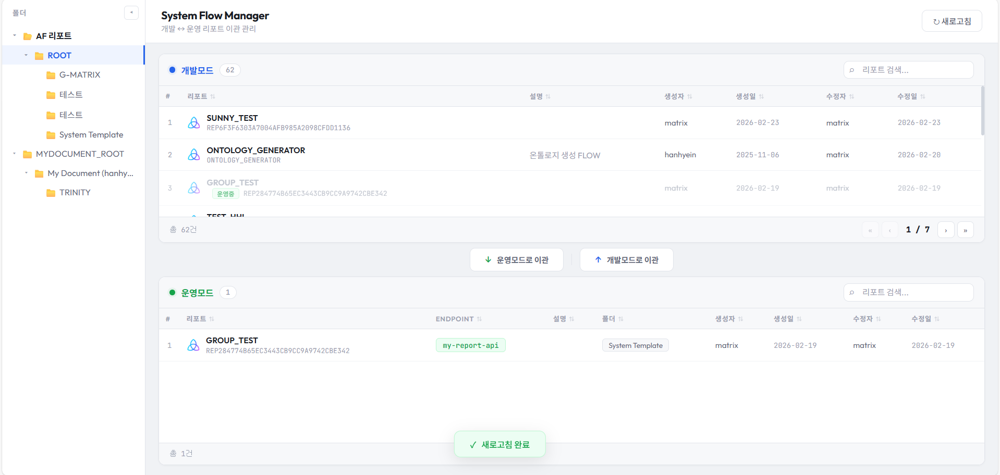 폴더
AF 리포트
ROOT
G-MATRIX
테스트
테스트
System Template
MYDOCUMENT_ROOT
My Document (hanhy...
TRINITY
System Flow Manager
개발 ↔ 운영 리포트 이관 관리
↻ 새로고침
개발모드 62
리포트 검색...
# 리포트 ⇅ 설명 ⇅ 생성자 ⇅ 생성일 ⇅ 수정자 ⇅ 수정일 ⇅
1 SUNNY_TEST matrix 2026-02-23 matrix 2026-02-23
REP6F3F6303A7004AFB985A2098CFDD1136
2 ONTOLOGY_GENERATOR 온톨로지 생성 FLOW hanhyein 2025-11-06 matrix 2026-02-20
ONTOLOGY_GENERATOR
3 GROUP_TEST matrix 2026-02-19 matrix 2026-02-19
운영중 REP284774B65EC3443CB9CC9A9742CBE342
총 62건
« ‹ 1 / 7 › »
↓ 운영모드로 이관
↑ 개발모드로 이관
운영모드 1
리포트 검색...
# 리포트 ⇅ ENDPOINT ⇅ 설명 ⇅ 폴더 ⇅ 생성자 ⇅ 생성일 ⇅ 수정자 ⇅ 수정일 ⇅
1 GROUP_TEST my-report-api System Template matrix 2026-02-19 matrix 2026-02-19
REP284774B65EC3443CB9CC9A9742CBE342
✓ 새로고침 완료
총 1건